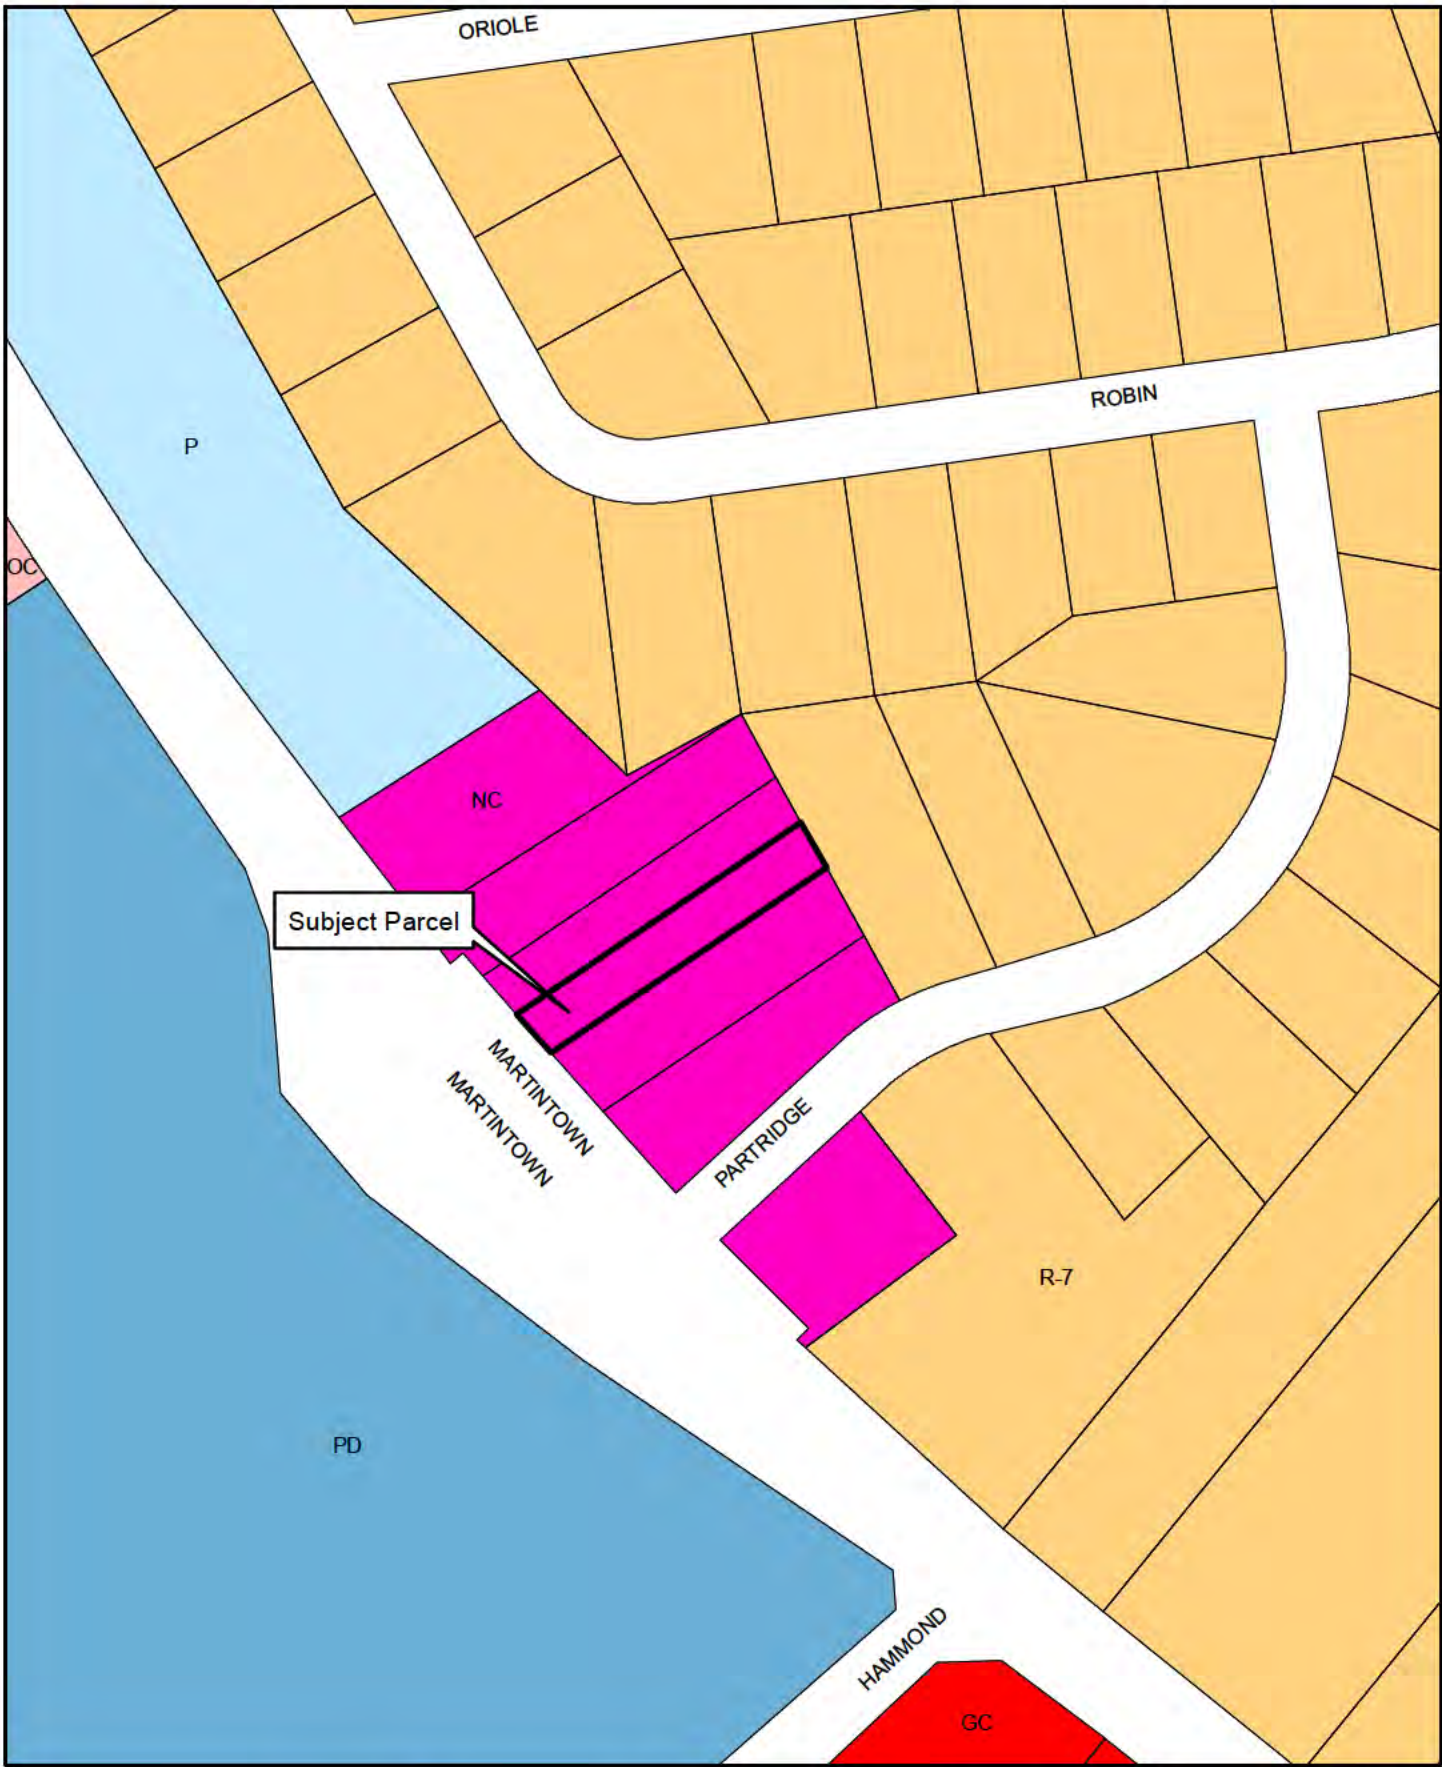 ORIOLE
ROBIN
P
OC
NC
Subject Parcel
MARTINTOWN
MARTINTOWN
PARTRIDGE
R-7
PD
HAMMOND
GC